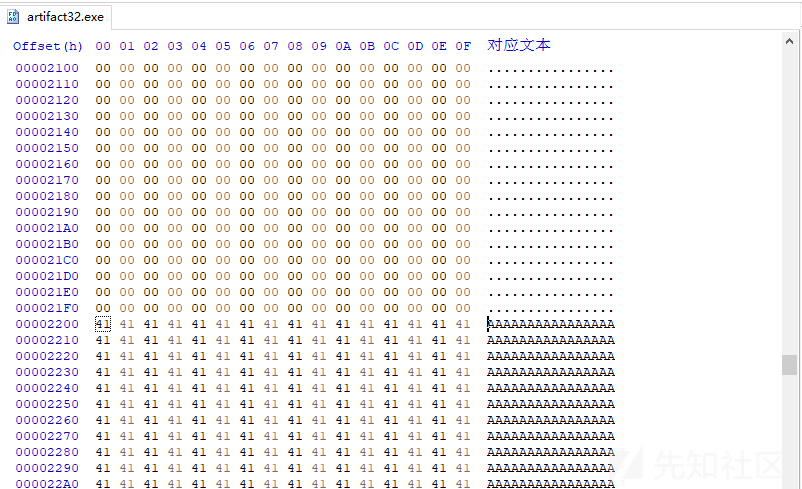 artifact32.exe
Offset(h) 00 01 02 03 04 05 06 07 08 09 0A 0B 0C 0D 0E 0F 对应文本
00002100 00 00 00 00 00 00 00 00 00 00 00 00 00 00 00 00 ................
00002110 00 00 00 00 00 00 00 00 00 00 00 00 00 00 00 00 ................
00002120 00 00 00 00 00 00 00 00 00 00 00 00 00 00 00 00 ................
00002130 00 00 00 00 00 00 00 00 00 00 00 00 00 00 00 00 ................
00002140 00 00 00 00 00 00 00 00 00 00 00 00 00 00 00 00 ................
00002150 00 00 00 00 00 00 00 00 00 00 00 00 00 00 00 00 ................
00002160 00 00 00 00 00 00 00 00 00 00 00 00 00 00 00 00 ................
00002170 00 00 00 00 00 00 00 00 00 00 00 00 00 00 00 00 ................
00002180 00 00 00 00 00 00 00 00 00 00 00 00 00 00 00 00 ................
00002190 00 00 00 00 00 00 00 00 00 00 00 00 00 00 00 00 ................
000021A0 00 00 00 00 00 00 00 00 00 00 00 00 00 00 00 00 ................
000021B0 00 00 00 00 00 00 00 00 00 00 00 00 00 00 00 00 ................
000021C0 00 00 00 00 00 00 00 00 00 00 00 00 00 00 00 00 ................
000021D0 00 00 00 00 00 00 00 00 00 00 00 00 00 00 00 00 ................
000021E0 00 00 00 00 00 00 00 00 00 00 00 00 00 00 00 00 ................
000021F0 00 00 00 00 00 00 00 00 00 00 00 00 00 00 00 00 ................
00002200 41 41 41 41 41 41 41 41 41 41 41 41 41 41 41 41 AAAAAAAAAAAAAAAA
00002210 41 41 41 41 41 41 41 41 41 41 41 41 41 41 41 41 AAAAAAAAAAAAAAAA
00002220 41 41 41 41 41 41 41 41 41 41 41 41 41 41 41 41 AAAAAAAAAAAAAAAA
00002230 41 41 41 41 41 41 41 41 41 41 41 41 41 41 41 41 AAAAAAAAAAAAAAAA
00002240 41 41 41 41 41 41 41 41 41 41 41 41 41 41 41 41 AAAAAAAAAAAAAAAA
00002250 41 41 41 41 41 41 41 41 41 41 41 41 41 41 41 41 AAAAAAAAAAAAAAAA
00002260 41 41 41 41 41 41 41 41 41 41 41 41 41 41 41 41 AAAAAAAAAAAAAAAA
00002270 41 41 41 41 41 41 41 41 41 41 41 41 41 41 41 41 AAAAAAAAAAAAAAAA
00002280 41 41 41 41 41 41 41 41 41 41 41 41 41 41 41 41 AAAAAAAAAAAAAAAA
00002290 41 41 41 41 41 41 41 41 41 41 41 41 41 41 41 41 AAAAAAAAAAAAAAAA
000022A0 41 41 41 41 41 41 41 41 41 41 41 41 41 41 41 41 AAAAAAAAAAAAAAAA
先知社区